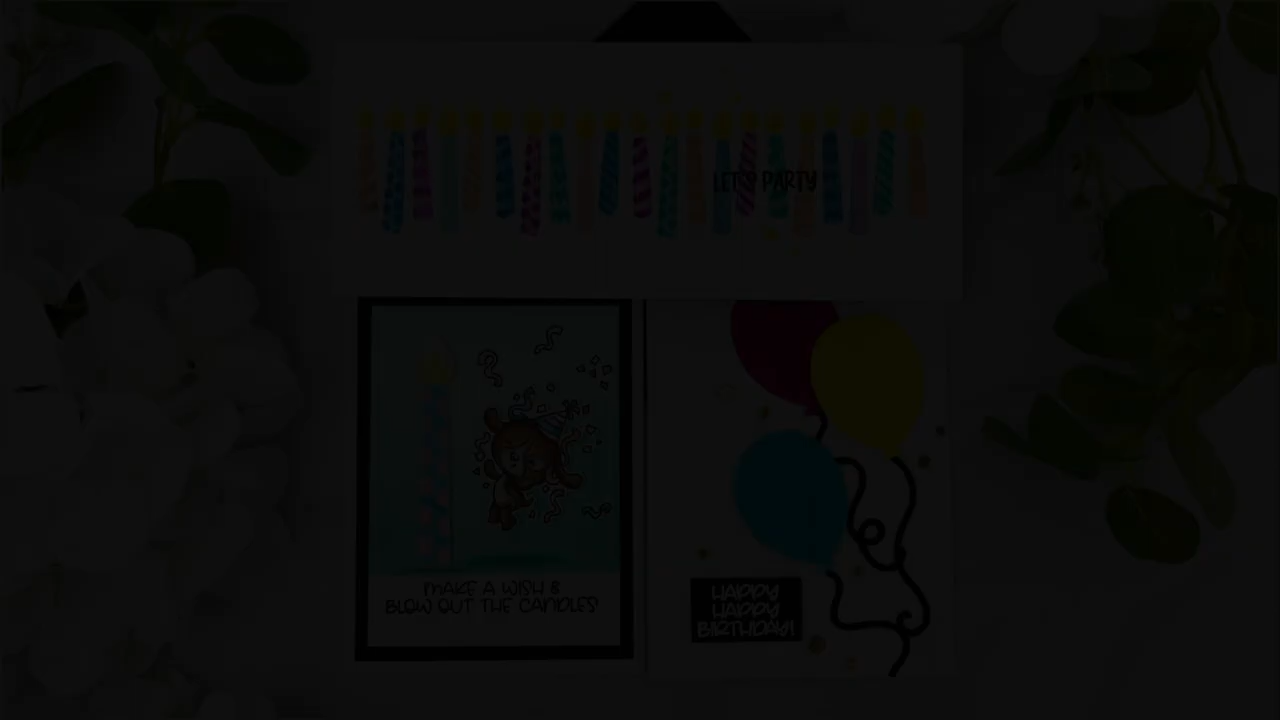 LET'S PARTY
MAKE A WISH &
BLOW OUT THE CANDLES
HAPPY
HAPPY
BIRTHDAY!